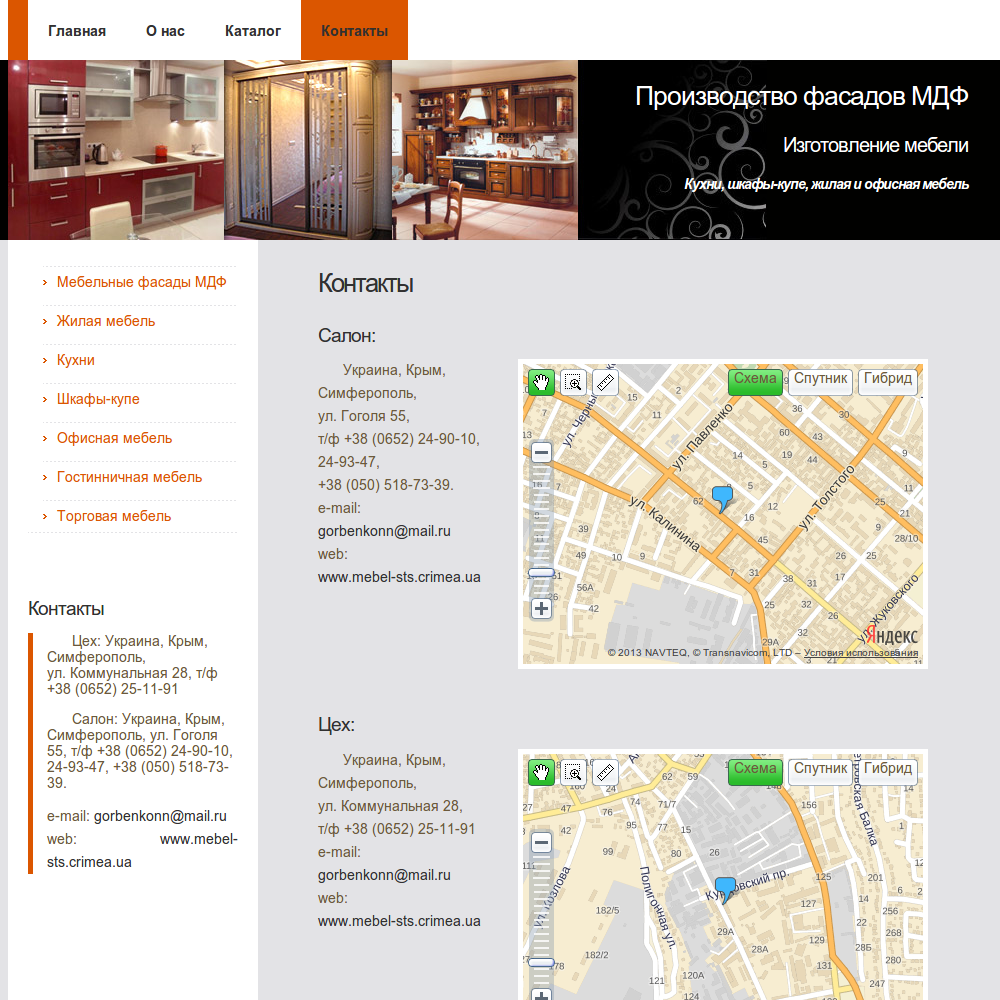 Главная
О нас
Каталог
Контакты
Производство фасадов МДФ
Изготовление мебели
Кухни, шкафы-купе, жилая и офисная мебель
Мебельные фасады МДФ
Жилая мебель
Кухни
Шкафы-купе
Офисная мебель
Гостинничная мебель
Торговая мебель
Контакты
Цех: Украина, Крым,
Симферополь,
ул. Коммунальная 28, т/ф
+38 (0652) 25-11-91
Салон: Украина, Крым,
Симферополь, ул. Гоголя
55, т/ф +38 (0652) 24-90-10,
24-93-47, +38 (050) 518-73-
39.
e-mail: gorbenkonn@mail.ru
web: www.mebel-
sts.crimea.ua
Контакты
Салон:
Украина, Крым,
Симферополь,
ул. Гоголя 55,
т/ф +38 (0652) 24-90-10,
24-93-47,
+38 (050) 518-73-39.
e-mail:
gorbenkonn@mail.ru
web:
www.mebel-sts.crimea.ua
Схема
Спутник
Гибрид
ул. Павленко
ул. Толстого
ул. Калинина
ул. Жуковского
Яндекс
© 2013 NAVTEQ, © Transnavicom, LTD – Условия использования
Цех:
Украина, Крым,
Симферополь,
ул. Коммунальная 28,
т/ф +38 (0652) 25-11-91
e-mail:
gorbenkonn@mail.ru
web:
www.mebel-sts.crimea.ua
Схема
Спутник
Гибрид
Полигонная ул.